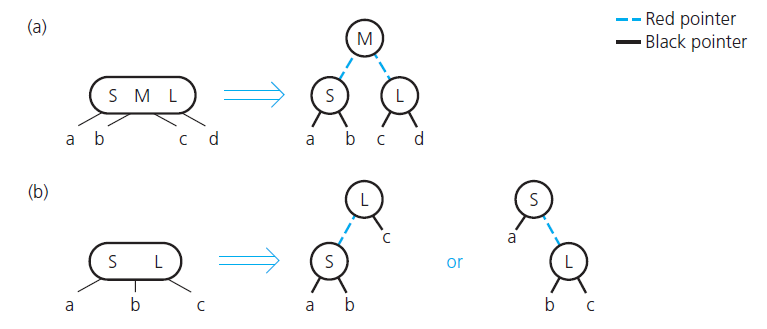 (a)
Red pointer
Black pointer
M
S M L
S
L
a b c d
a b c d
(b)
L
S
c
a
S L
S
or
L
a b c
a b
b c